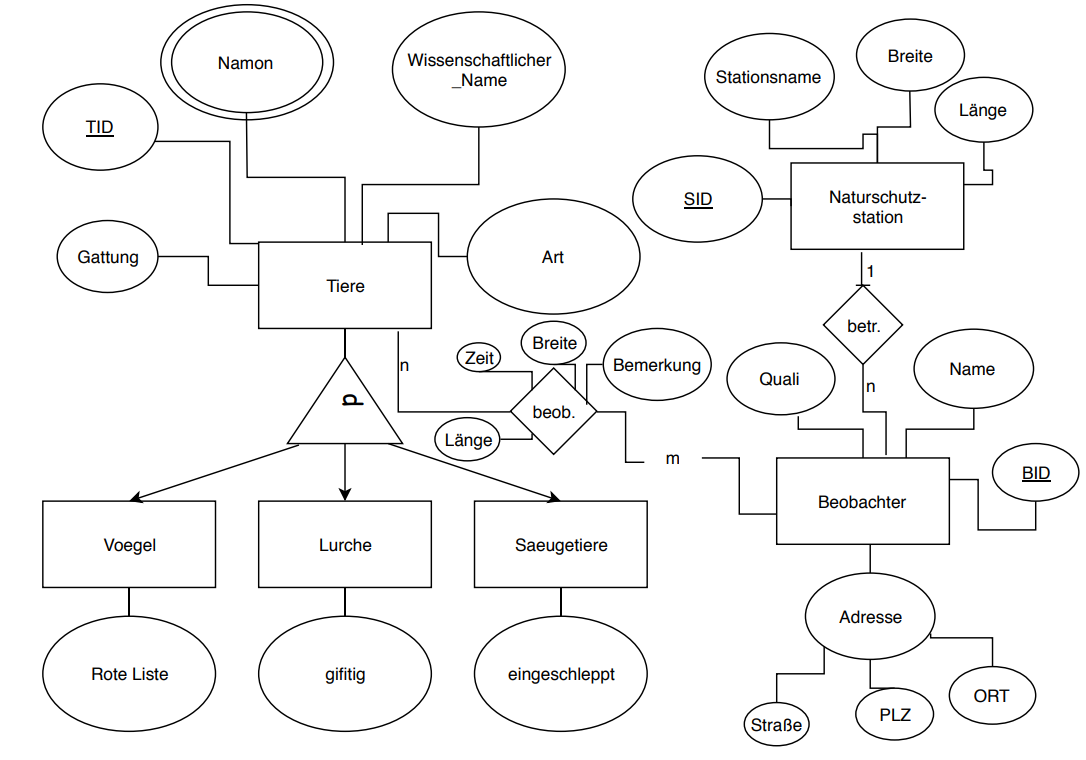 Namon
Wissenschaftlicher
_Name
Stationsname
Breite
Länge
TID
SID
Naturschutz-
station
Gattung
Art
Tiere
1
betr.
n
Zeit
Breite
Bemerkung
Quali
n
Name
p
beob.
Länge
m
BID
Beobachter
Voegel
Lurche
Saeugetiere
Adresse
Rote Liste
gifitig
eingeschleppt
Straße
PLZ
ORT